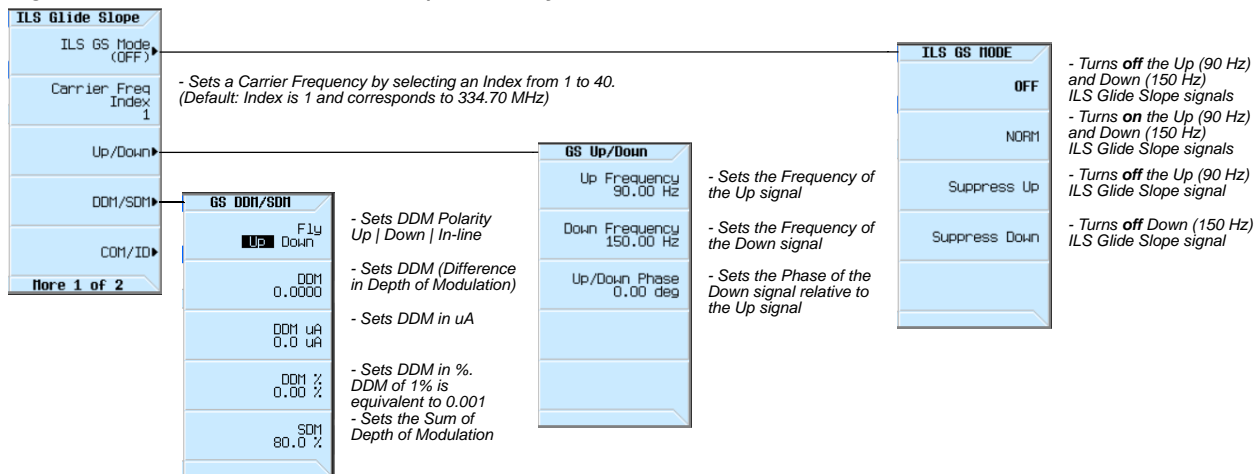 ILS Glide Slope
ILS GS Mode
(OFF)
Carrier Freq
Index
1
Up/Down
DDM/SDM
COM/ID
More 1 of 2
- Sets a Carrier Frequency by selecting an Index from 1 to 40.
(Default: Index is 1 and corresponds to 334.70 MHz)
GS DDM/SDM
Fly
Up Down
DDM
0.0000
DDM uA
0.0 uA
DDM %
0.00 %
SDM
80.0 %
- Sets DDM Polarity
Up | Down | In-line
- Sets DDM (Difference
in Depth of Modulation)
- Sets DDM in uA
- Sets DDM in %.
DDM of 1% is
equivalent to 0.001
- Sets the Sum of
Depth of Modulation
GS Up/Down
Up Frequency
90.00 Hz
Down Frequency
150.00 Hz
Up/Down Phase
0.00 deg
- Sets the Frequency of
the Up signal
- Sets the Frequency of
the Down signal
- Sets the Phase of the
Down signal relative to
the Up signal
ILS GS MODE
OFF
NORM
Suppress Up
Suppress Down
- Turns off the Up (90 Hz)
and Down (150 Hz)
ILS Glide Slope signals
- Turns on the Up (90 Hz)
and Down (150 Hz)
ILS Glide Slope signals
- Turns off the Up (90 Hz)
ILS Glide Slope signal
- Turns off Down (150 Hz)
ILS Glide Slope signal